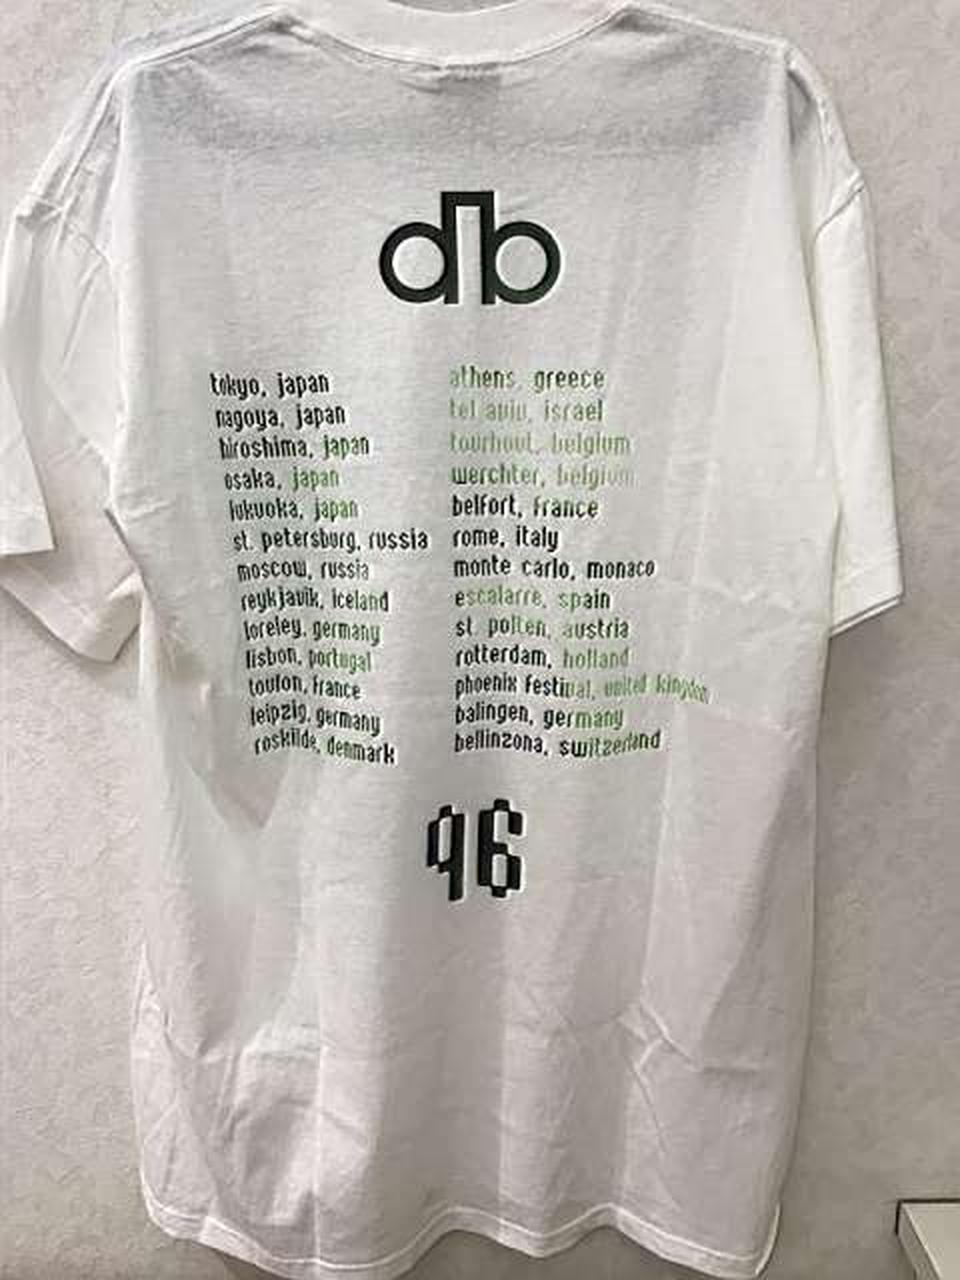 db
tokyo, japan
nagoya, japan
hiroshima, japan
osaka, japan
fukuoka, japan
st. petersburg, russia
moscow, russia
reykjavik, iceland
loreley, germany
lisbon, portugal
toulon, france
leipzig, germany
roskilde, denmark
athens, greece
tel aviv, israel
tourhout, belgium
werchter, belgium
belfort, france
rome, italy
monte carlo, monaco
escalarre, spain
st. polten, austria
rotterdam, holland
phoenix festival, united kingdom
balingen, germany
bellinzona, switzerland
96